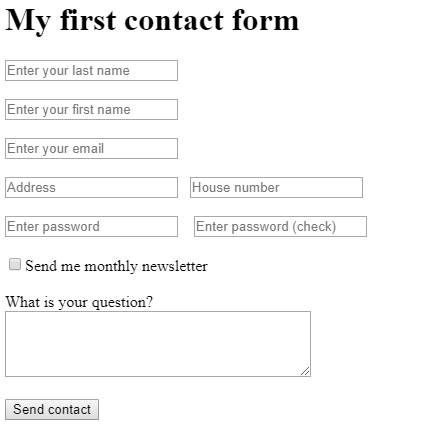 My first contact form
Enter your last name
Enter your first name
Enter your email
Address House number
Enter password Enter password (check)
Send me monthly newsletter
What is your question?
Send contact